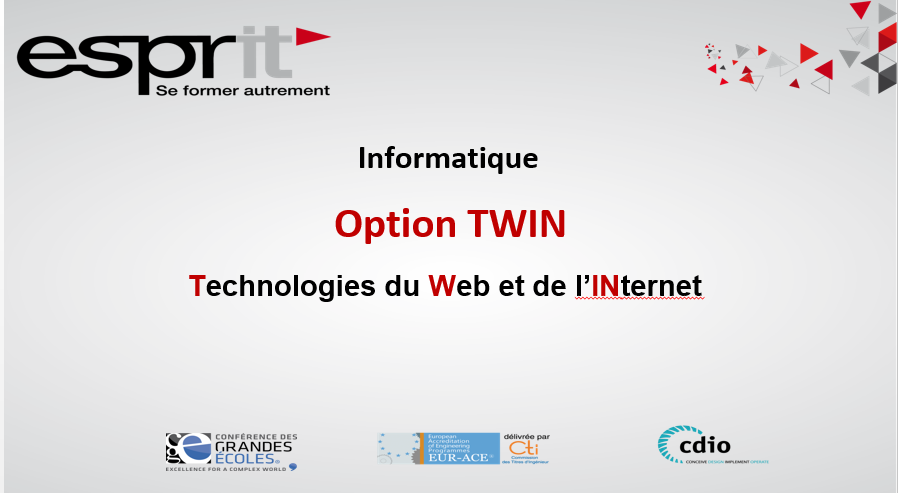 esprit
Se former autrement
Informatique
Option TWIN
Technologies du Web et de l’INternet
CONFÉRENCE DES
GRANDES
ÉCOLES
EXCELLENCE FOR A COMPLEX WORLD
European
Accreditation
of Engineering
Programmes
EUR-ACE®
délivrée par
Cti
Commission
des Titres d'Ingénieur
cdio
CONCEIVE DESIGN IMPLEMENT OPERATE